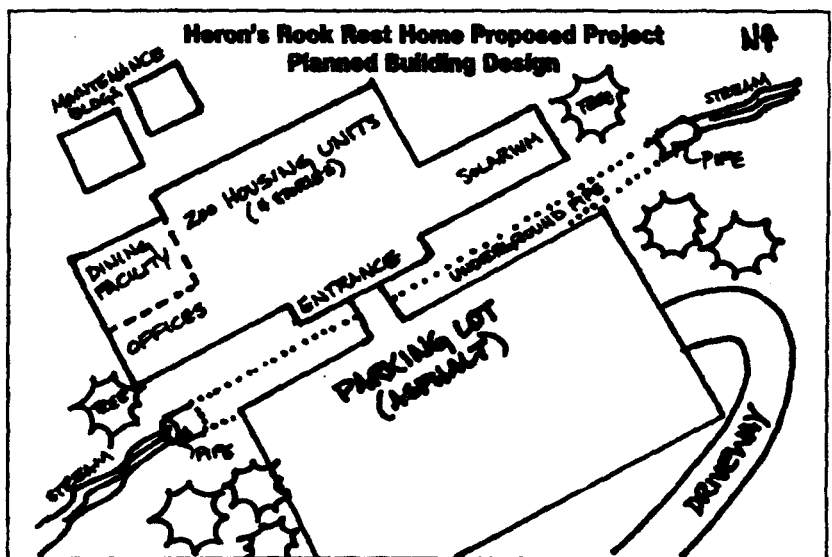 Heron's Rook Rest Home Proposed Project
Planned Building Design
N
MAINTENANCE
BLDGS
TREE
STREAM
PIPE
200 HOUSING UNITS
(4 STORIES)
SOLARIUM
UNDERGROUND PIPE
DINING
FACILITY
OFFICES
ENTRANCE
PARKING LOT
(ASPHALT)
TREE
STREAM
PIPE
DRIVEWAY